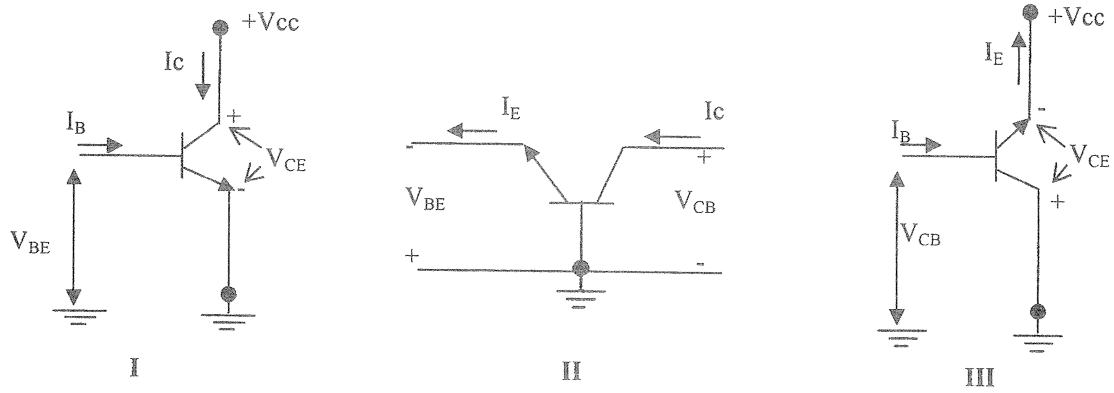 +Vcc
Ic
I_B
+
V_CE
-
V_BE
I
I_E
Ic
-
+
V_BE
V_CB
+
-
II
+Vcc
I_E
-
I_B
V_CE
+
V_CB
III